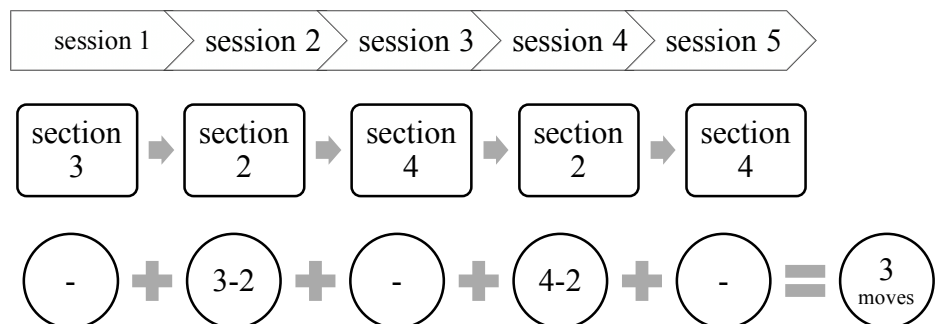 session 1 session 2 session 3 session 4 session 5
section section section section section
3 2 4 2 4
- + 3-2 + - + 4-2 + - = 3
moves